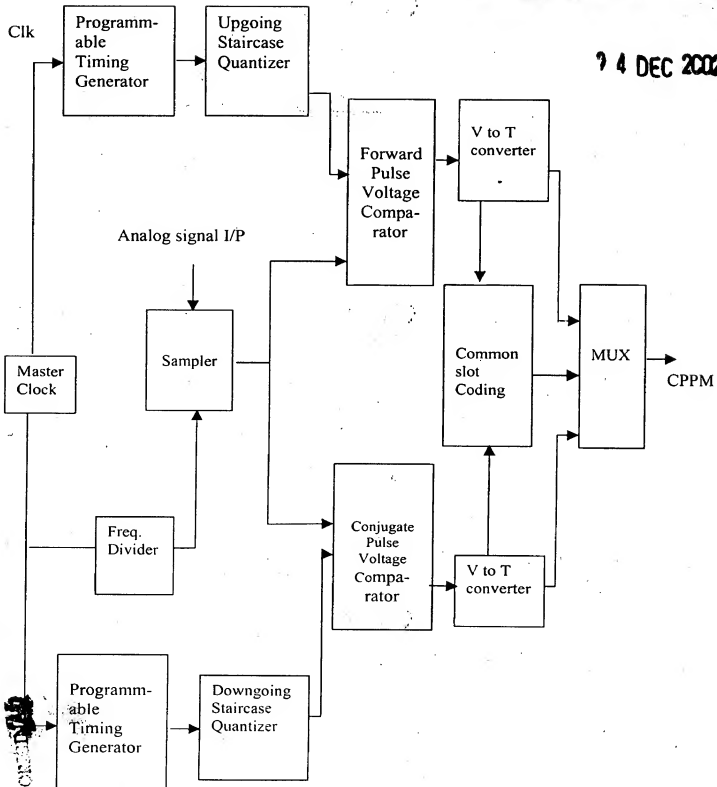 Clk
Programm-
able
Timing
Generator
Upgoing
Staircase
Quantizer
4 DEC 2002
Forward
Pulse
Voltage
Compa-
rator
V to T
converter
Analog signal I/P
Sampler
Master
Clock
Common
slot
Coding
MUX
CPPM
Freq.
Divider
Conjugate
Pulse
Voltage
Compa-
rator
V to T
converter
Programm-
able
Timing
Generator
Downgoing
Staircase
Quantizer